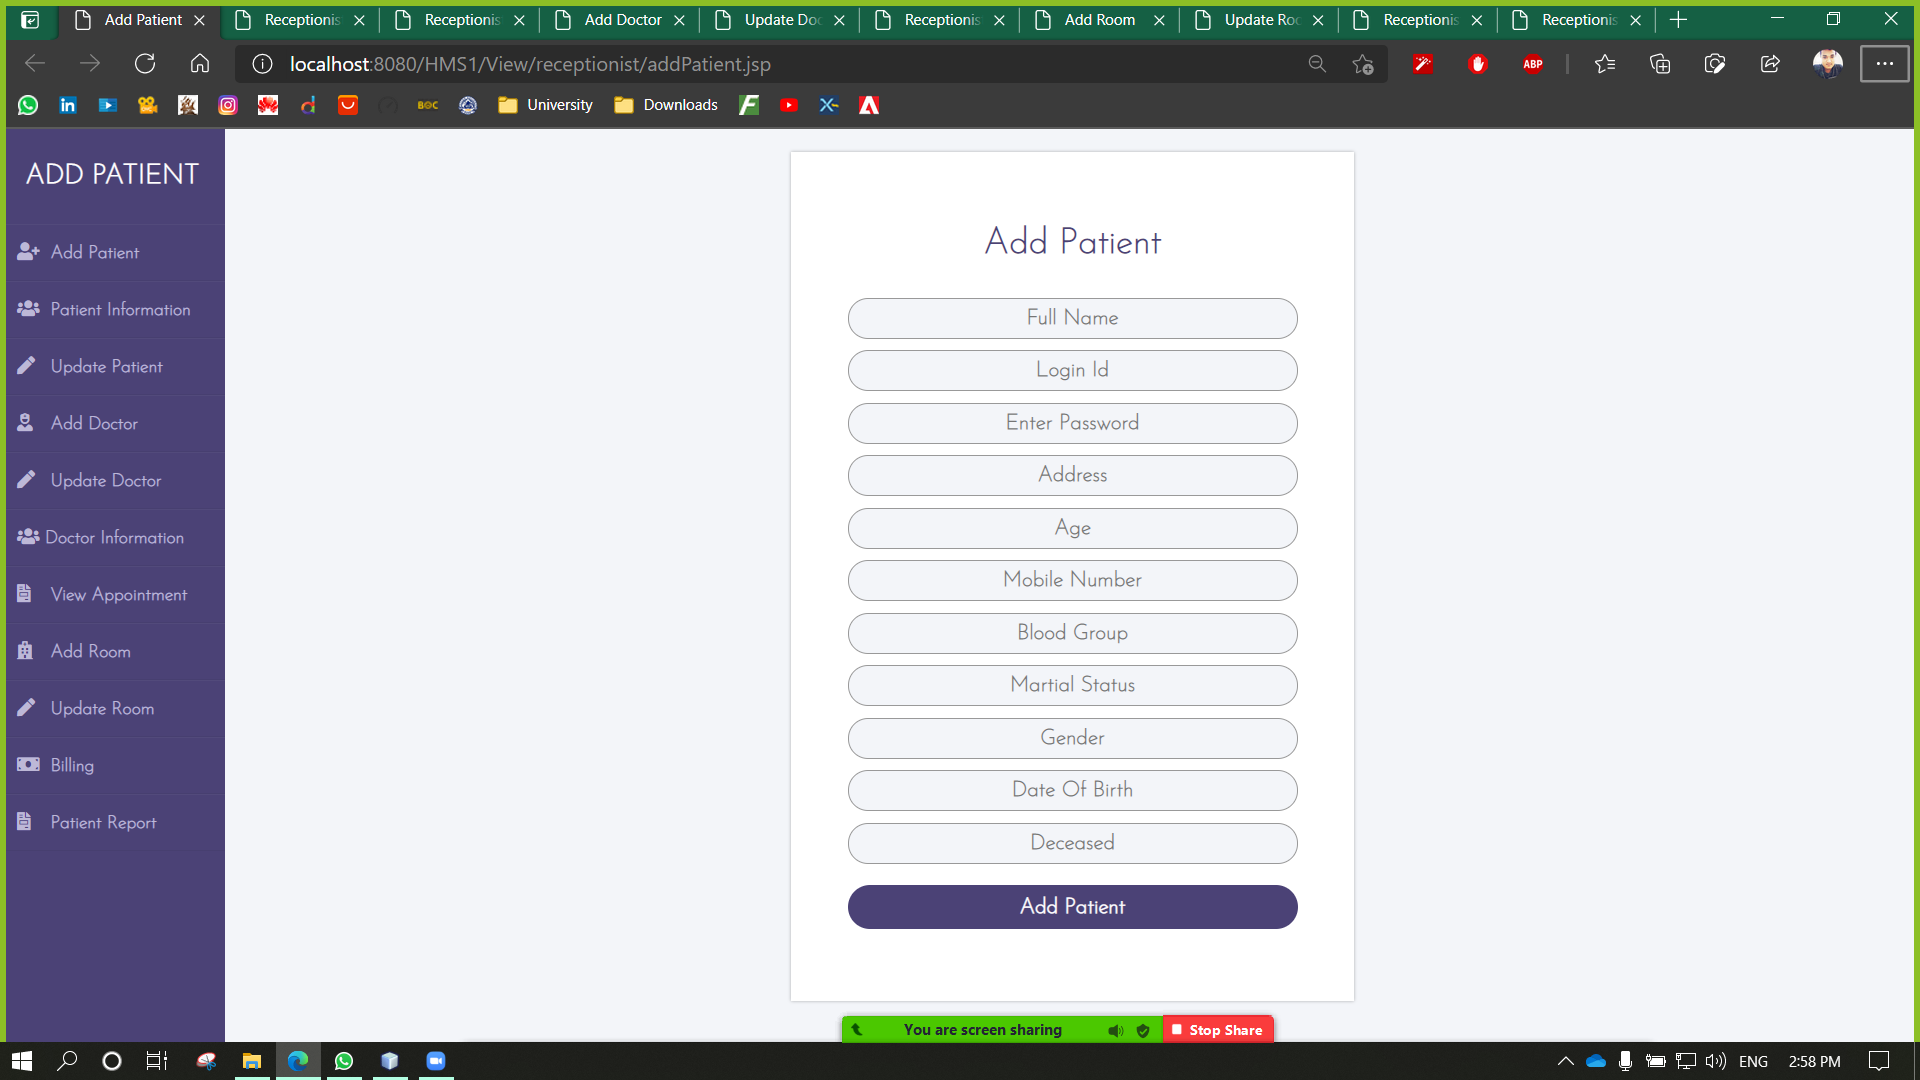 Add Patient
Receptionis
Receptionis
Add Doctor
Update Doc
Receptionis
Add Room
Update Roo
Receptionis
Receptionis
localhost:8080/HMS1/View/receptionist/addPatient.jsp
ABP
BOC
University
Downloads
ADD PATIENT
Add Patient
Patient Information
Update Patient
Add Doctor
Update Doctor
Doctor Information
View Appointment
Add Room
Update Room
Billing
Patient Report
Add Patient
Full Name
Login Id
Enter Password
Address
Age
Mobile Number
Blood Group
Martial Status
Gender
Date Of Birth
Deceased
Add Patient
You are screen sharing
Stop Share
ENG
2:58 PM